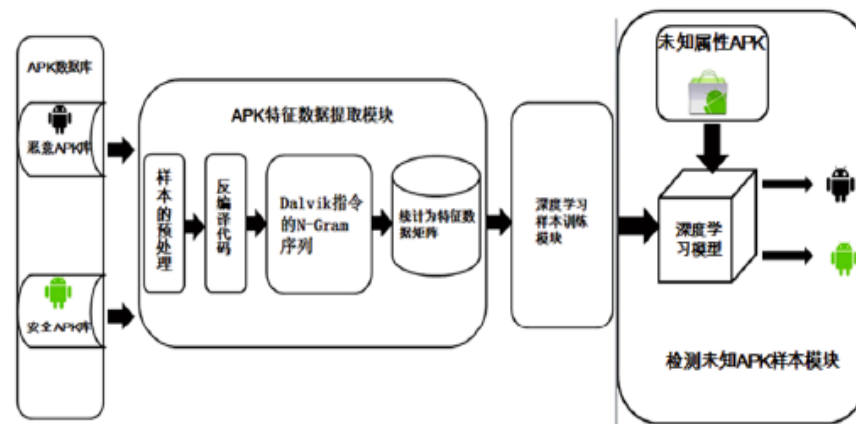 APK数据库
恶意APK库
安全APK库
APK特征数据提取模块
样本的预处理
反编译代码
Dalvik指令
的N-Gram
序列
统计为特征数
据矩阵
深度学习
样本训练
模块
未知属性APK
深度学
习模型
检测未知APK样本模块